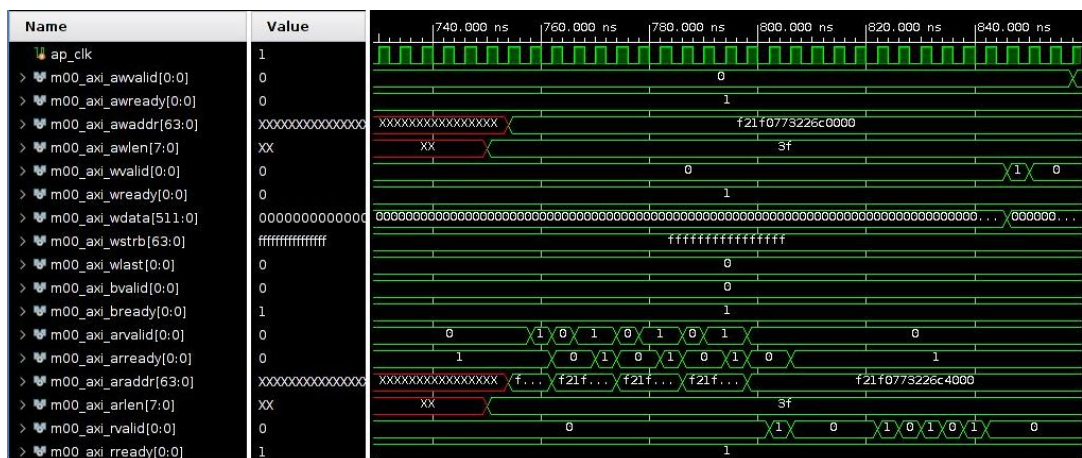 Name Value 740.000 ns 760.000 ns 780.000 ns 800.000 ns 820.000 ns 840.000 ns
ap_clk 1
> m00_axi_awvalid[0:0] 0 0
> m00_axi_awready[0:0] 0 1
> m00_axi_awaddr[63:0] XXXXXXXXXXXXXX XXXXXXXXXXXXXXXX f21f0773226c0000
> m00_axi_awlen[7:0] XX XX 3f
> m00_axi_wvalid[0:0] 0 0 1 0
> m00_axi_wready[0:0] 0 1
> m00_axi_wdata[511:0] 00000000000000 ... 000000...
> m00_axi_wstrb[63:0] ffffffffffffffff ffffffffffffffff
> m00_axi_wlast[0:0] 0 0
> m00_axi_bvalid[0:0] 0 0
> m00_axi_bready[0:0] 1 1
> m00_axi_arvalid[0:0] 0 0 1 0 1 0 1 0 1 0
> m00_axi_arready[0:0] 0 1 0 1 0 1 0 1 0 1
> m00_axi_araddr[63:0] XXXXXXXXXXXXXX XXXXXXXXXXXXXXXX f... f21f... f21f... f21f... f21f0773226c4000
> m00_axi_arlen[7:0] XX XX 3f
> m00_axi_rvalid[0:0] 0 0 1 0 1 0 1 0 1 0
> m00_axi_rready[0:0] 1 1